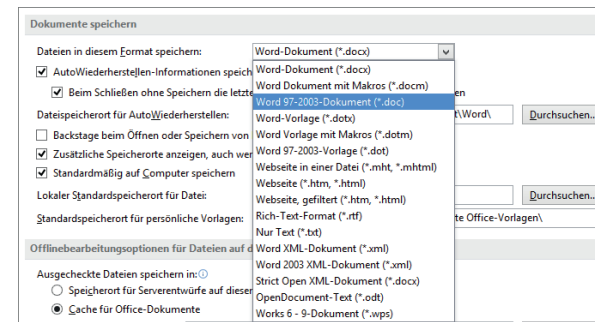 Dokumente speichern
Dateien in diesem Format speichern: Word-Dokument (*.docx)
AutoWiederherstellen-Informationen speich Word-Dokument (*.docx)
Word Dokument mit Makros (*.docm)
Beim Schließen ohne Speichern die letzte en
Word 97-2003-Dokument (*.doc)
Dateispeicherort für AutoWiederherstellen: Word-Vorlage (*.dotx) t\Word\ Durchsuchen...
Backstage beim Öffnen oder Speichern von Word Vorlage mit Makros (*.dotm)
Zusätzliche Speicherorte anzeigen, auch wer Word 97-2003-Vorlage (*.dot)
Webseite in einer Datei (*.mht, *.mhtml)
Standardmäßig auf Computer speichern
Webseite (*.htm, *.html)
Lokaler Standardspeicherort für Datei: Webseite, gefiltert (*.htm, *.html) Durchsuchen...
Rich-Text-Format (*.rtf)
Standardspeicherort für persönliche Vorlagen: te Office-Vorlagen\
Nur Text (*.txt)
Offlinebearbeitungsoptionen für Dateien auf d Word XML-Dokument (*.xml)
Word 2003 XML-Dokument (*.xml)
Ausgecheckte Dateien speichern in:
Strict Open XML-Dokument (*.docx)
Speicherort für Serverentwürfe auf dieser
OpenDocument-Text (*.odt)
Cache für Office-Dokumente Works 6 - 9-Dokument (*.wps)